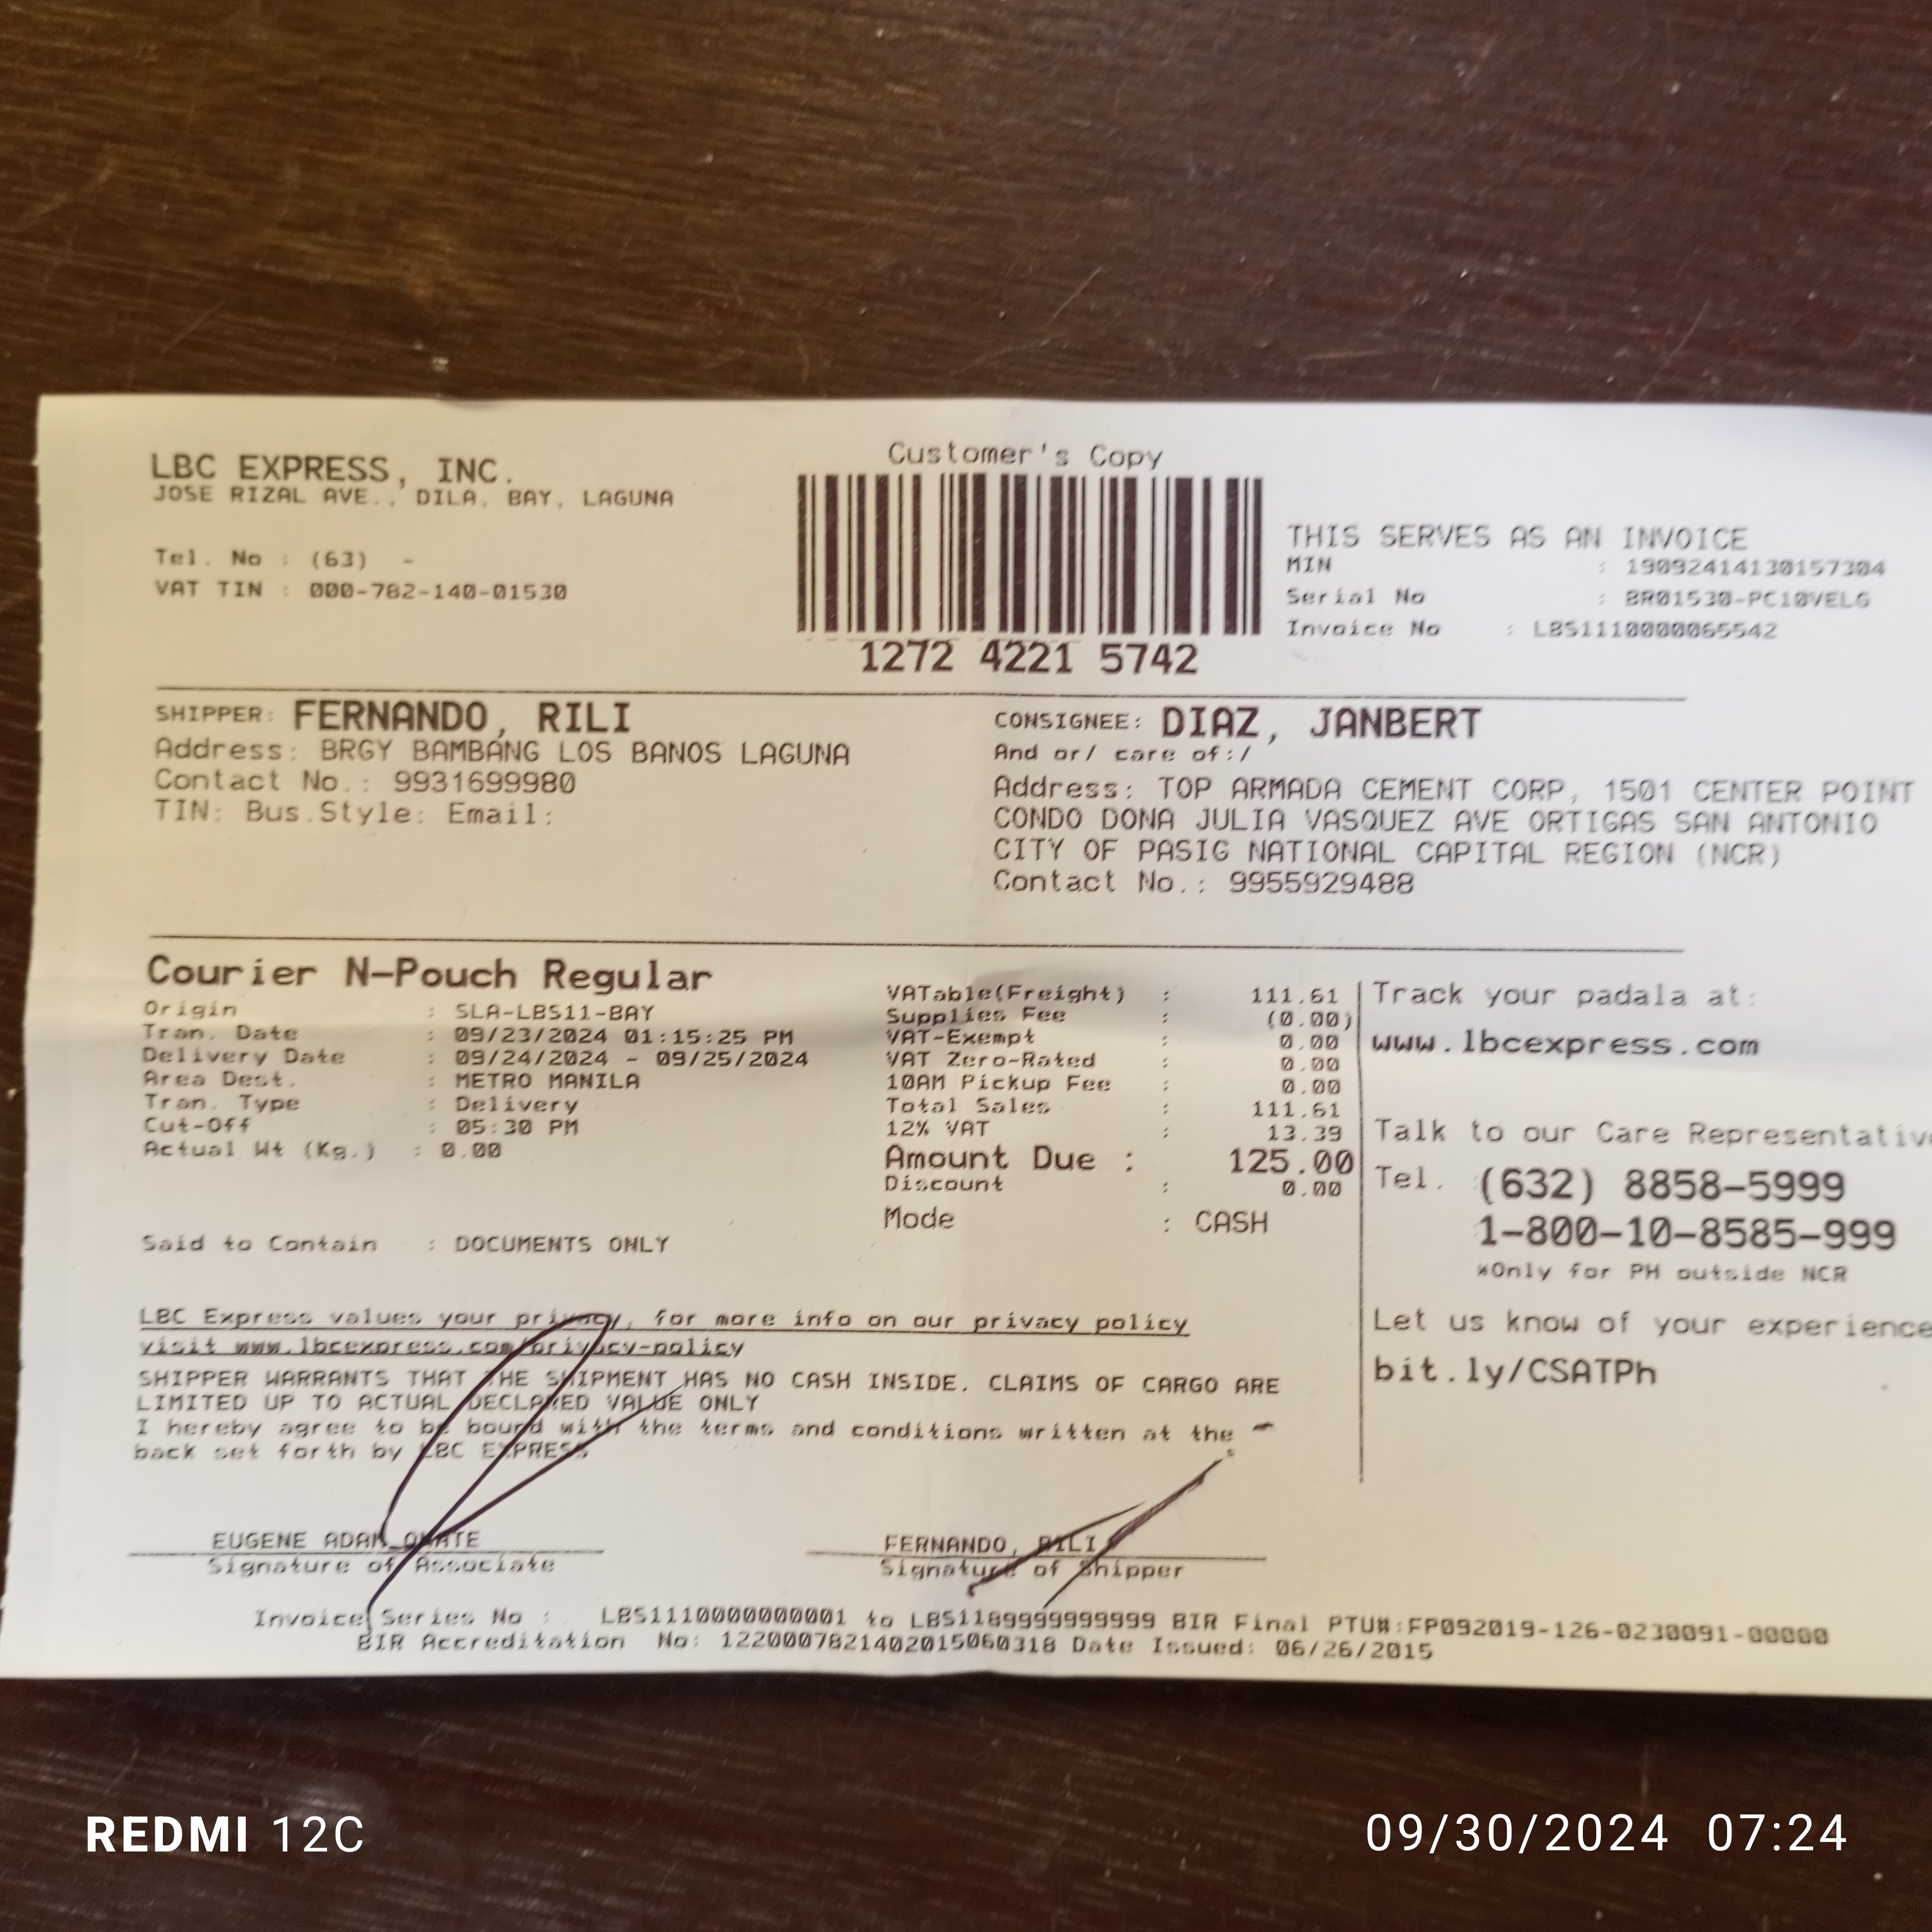 Customer's Copy
LBC EXPRESS, INC.
JOSE RIZAL AVE., DILA, BAY, LAGUNA
Tel. No : (63) -
VAT TIN : 000-782-140-01530
1272 4221 5742
THIS SERVES AS AN INVOICE
MIN : 19092414130157304
Serial No : BR01530-PC10VELG
Invoice No : LBS1110000065542
SHIPPER: FERNANDO, RILI
Address: BRGY BAMBANG LOS BANOS LAGUNA
Contact No.: 9931699980
TIN: Bus.Style: Email:
CONSIGNEE: DIAZ, JANBERT
And or/ care of:/
Address: TOP ARMADA CEMENT CORP, 1501 CENTER POINT
CONDO DONA JULIA VASQUEZ AVE ORTIGAS SAN ANTONIO
CITY OF PASIG NATIONAL CAPITAL REGION (NCR)
Contact No.: 9955929488
Courier N-Pouch Regular
Origin : SLA-LBS11-BAY
Tran. Date : 09/23/2024 01:15:25 PM
Delivery Date : 09/24/2024 - 09/25/2024
Area Dest. : METRO MANILA
Tran. Type : Delivery
Cut-Off : 05:30 PM
Actual Wt (Kg.) : 0.00
Said to Contain : DOCUMENTS ONLY
VATable(Freight) : 111.61
Supplies Fee : (0.00)
VAT-Exempt : 0.00
VAT Zero-Rated : 0.00
10AM Pickup Fee : 0.00
Total Sales : 111.61
12% VAT : 13.39
Amount Due : 125.00
Discount : 0.00
Mode : CASH
Track your padala at:
www.lbcexpress.com
Talk to our Care Representativ
Tel. (632) 8858-5999
1-800-10-8585-999
*Only for PH outside NCR
Let us know of your experience
bit.ly/CSATPh
LBC Express values your privacy, for more info on our privacy policy
visit www.lbcexpress.com/privacy-policy
SHIPPER WARRANTS THAT THE SHIPMENT HAS NO CASH INSIDE. CLAIMS OF CARGO ARE
LIMITED UP TO ACTUAL DECLARED VALUE ONLY
I hereby agree to be bound with the terms and conditions written at the
back set forth by LBC EXPRESS
EUGENE ADAM ONATE
Signature of Associate
FERNANDO, RILI
Signature of Shipper
Invoice Series No : LBS1110000000001 to LBS1189999999999 BIR Final PTU#:FP092019-126-0230091-00000
BIR Accreditation No: 1220007821402015060318 Date Issued: 06/26/2015
REDMI 12C
09/30/2024 07:24